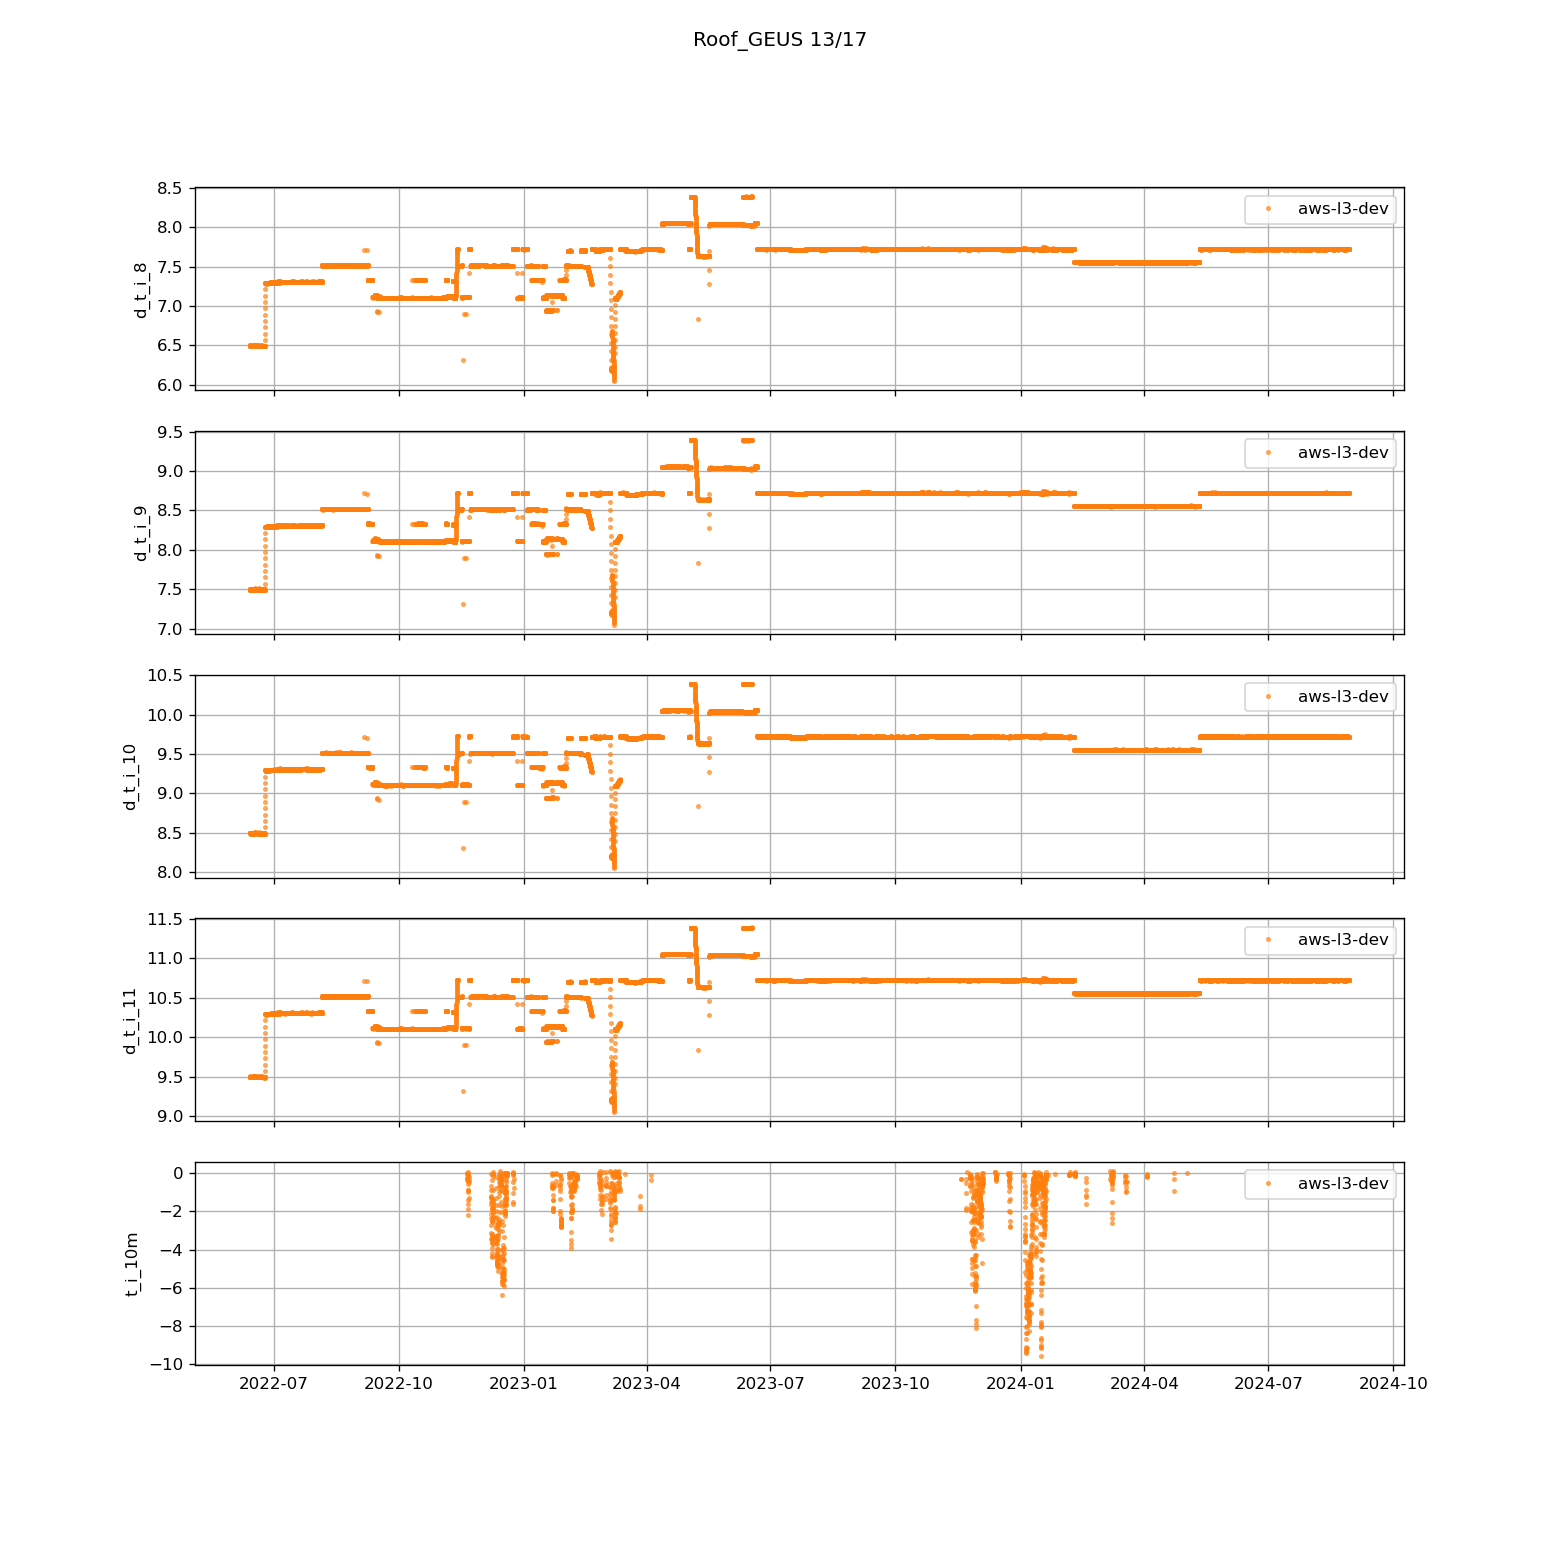 Roof_GEUS 13/17
8.5
8.0
7.5
7.0
6.5
6.0
d_t_i_8
aws-l3-dev
9.5
9.0
8.5
8.0
7.5
7.0
d_t_i_9
aws-l3-dev
10.5
10.0
9.5
9.0
8.5
8.0
d_t_i_10
aws-l3-dev
11.5
11.0
10.5
10.0
9.5
9.0
d_t_i_11
aws-l3-dev
0
−2
−4
−6
−8
−10
t_i_10m
aws-l3-dev
2022-07 2022-10 2023-01 2023-04 2023-07 2023-10 2024-01 2024-04 2024-07 2024-10